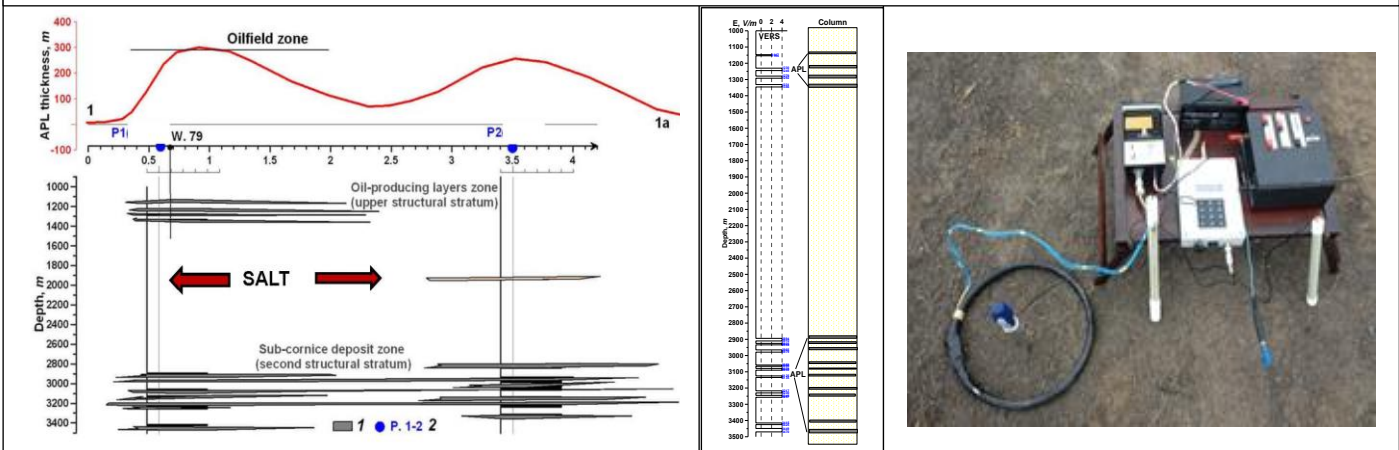 Oilfield zone
APL thickness, m
400
300
200
100
-100
1
1a
P1
W. 79
P2
0 0.5 1 1.5 2 2.5 3 3.5 4
Oil-producing layers zone
(upper structural stratum)
SALT
Sub-cornice deposit zone
(second structural stratum)
Depth, m
1000
1200
1400
1600
1800
2000
2200
2400
2600
2800
3000
3200
3400
1 P. 1-2 2
E, V/m 0 2 4
VERS
Column
APL
APL
Depth, m
1000
1100
1200
1300
1400
1500
1600
1700
1800
1900
2000
2100
2200
2300
2400
2500
2600
2700
2800
2900
3000
3100
3200
3300
3400
3500